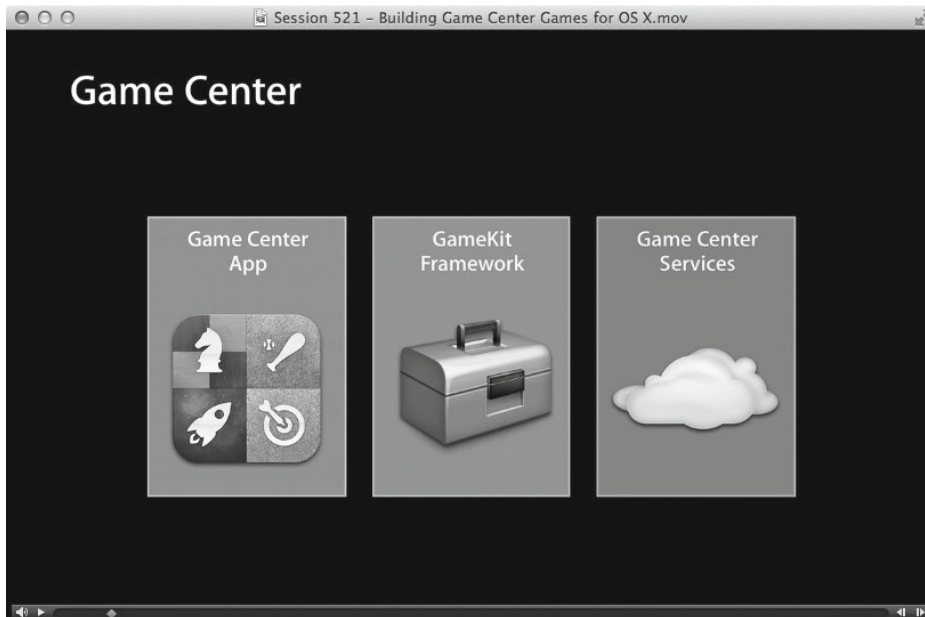 Session 521 – Building Game Center Games for OS X.mov
Game Center
Game Center
App
GameKit
Framework
Game Center
Services